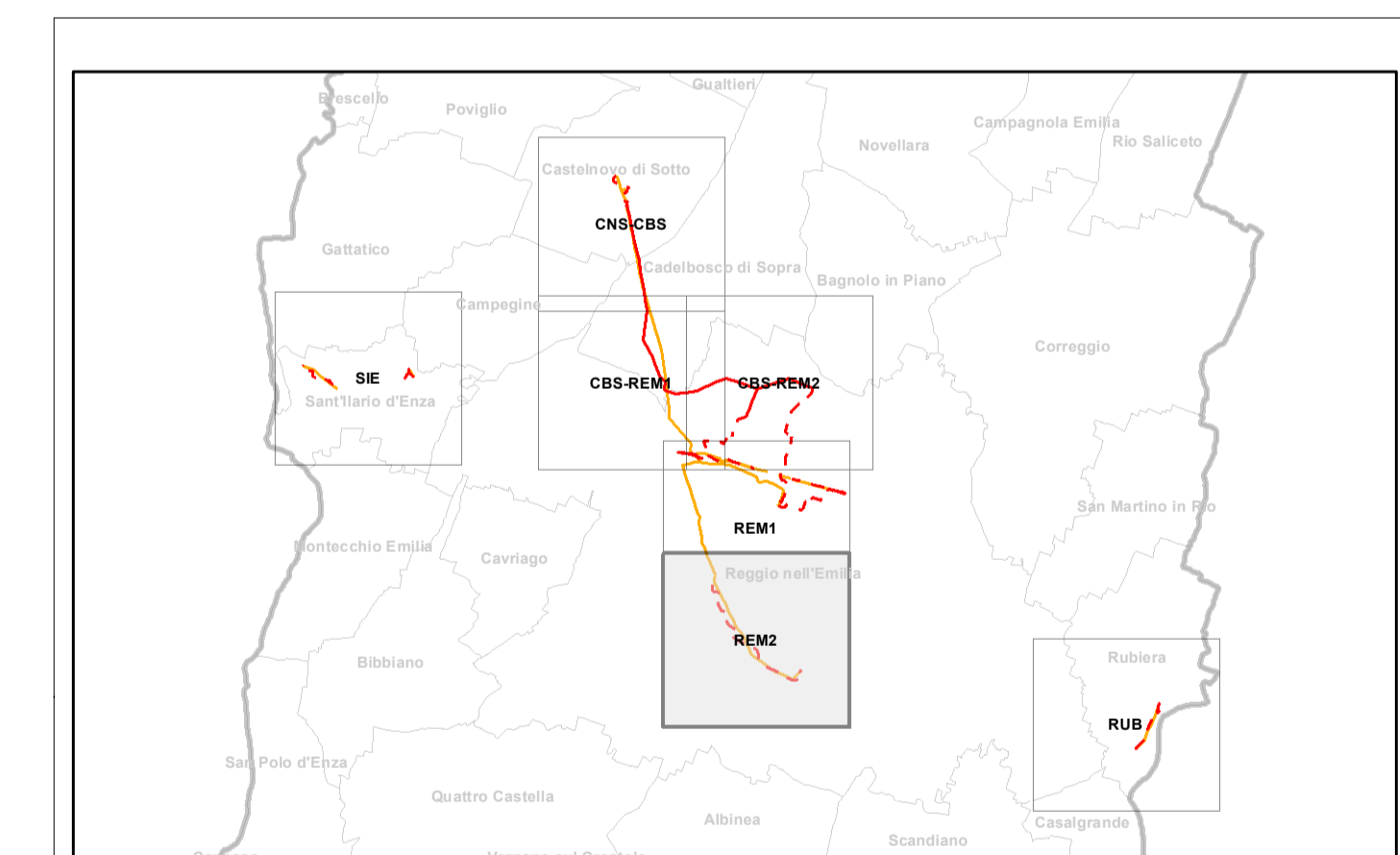 Gualtieri
Brescello
Poviglio
Campagnola Emilia
Rio Saliceto
Novellara
Castelnovo di Sotto
CNS-CBS
Gattatico
Cadelbosco di Sopra
Bagnolo in Piano
Campegine
Correggio
SIE
CBS-REM1
CBS-REM2
Sant'Ilario d'Enza
San Martino in Rio
REM1
Montecchio Emilia
Cavriago
Reggio nell'Emilia
REM2
Bibbiano
Rubiera
RUB
San Polo d'Enza
Quattro Castella
Albinea
Casalgrande
Scandiano